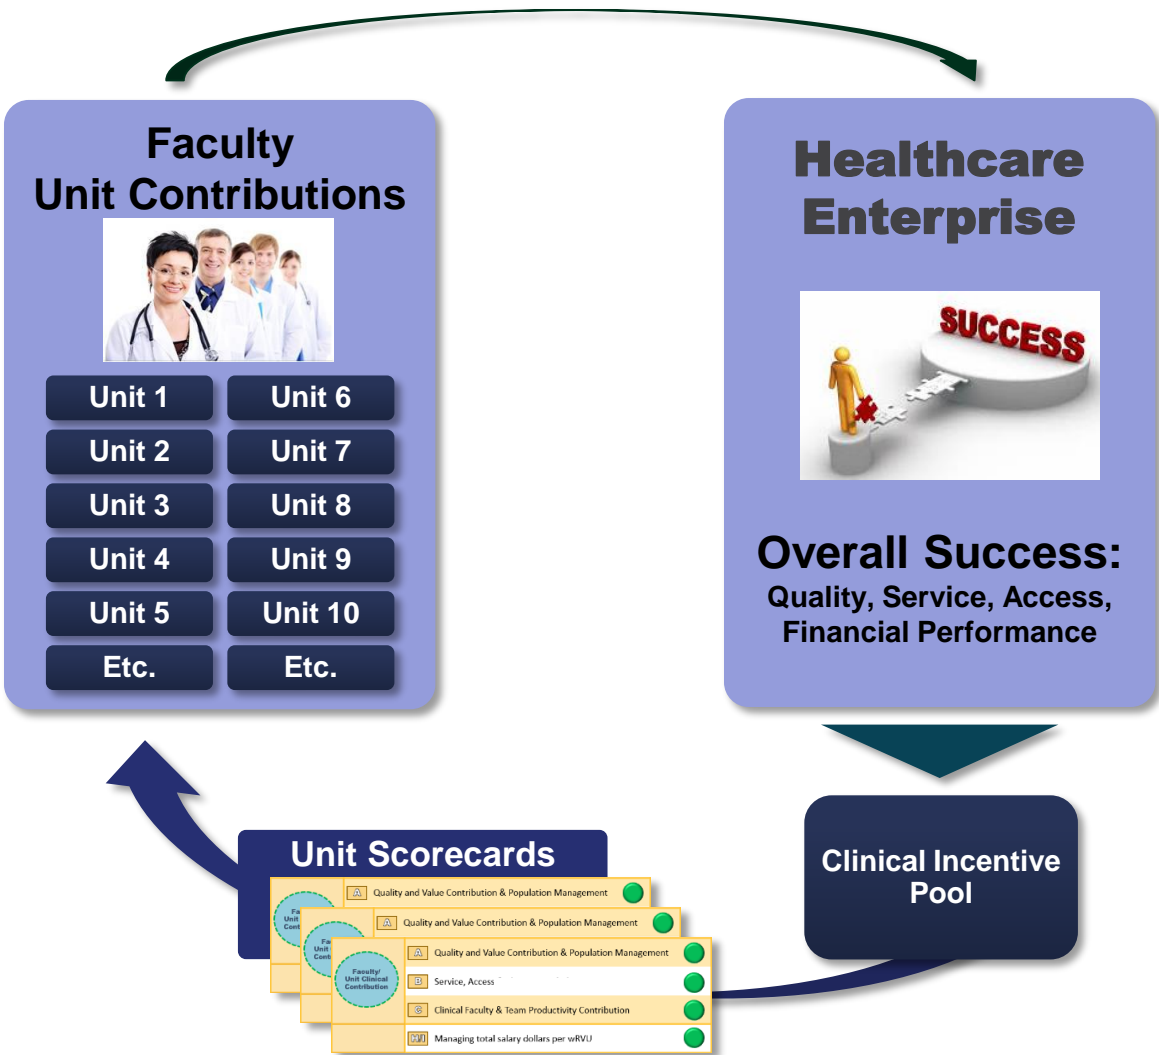 Faculty
Unit Contributions
Unit 1
Unit 6
Unit 2
Unit 7
Unit 3
Unit 8
Unit 4
Unit 9
Unit 5
Unit 10
Etc.
Etc.
Healthcare
Enterprise
SUCCESS
Overall Success:
Quality, Service, Access,
Financial Performance
Clinical Incentive
Pool
Unit Scorecards
A Quality and Value Contribution & Population Management
A Quality and Value Contribution & Population Management
Faculty/
Unit Clinical
Contribution
A Quality and Value Contribution & Population Management
B Service, Access
C Clinical Faculty & Team Productivity Contribution
Managing total salary dollars per wRVU